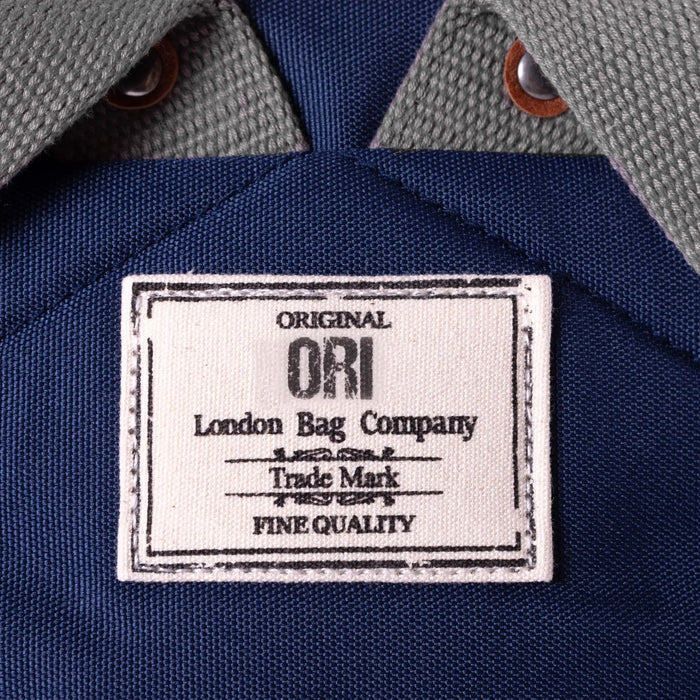 ORIGINAL
ORI
London Bag Company
Trade Mark
FINE QUALITY